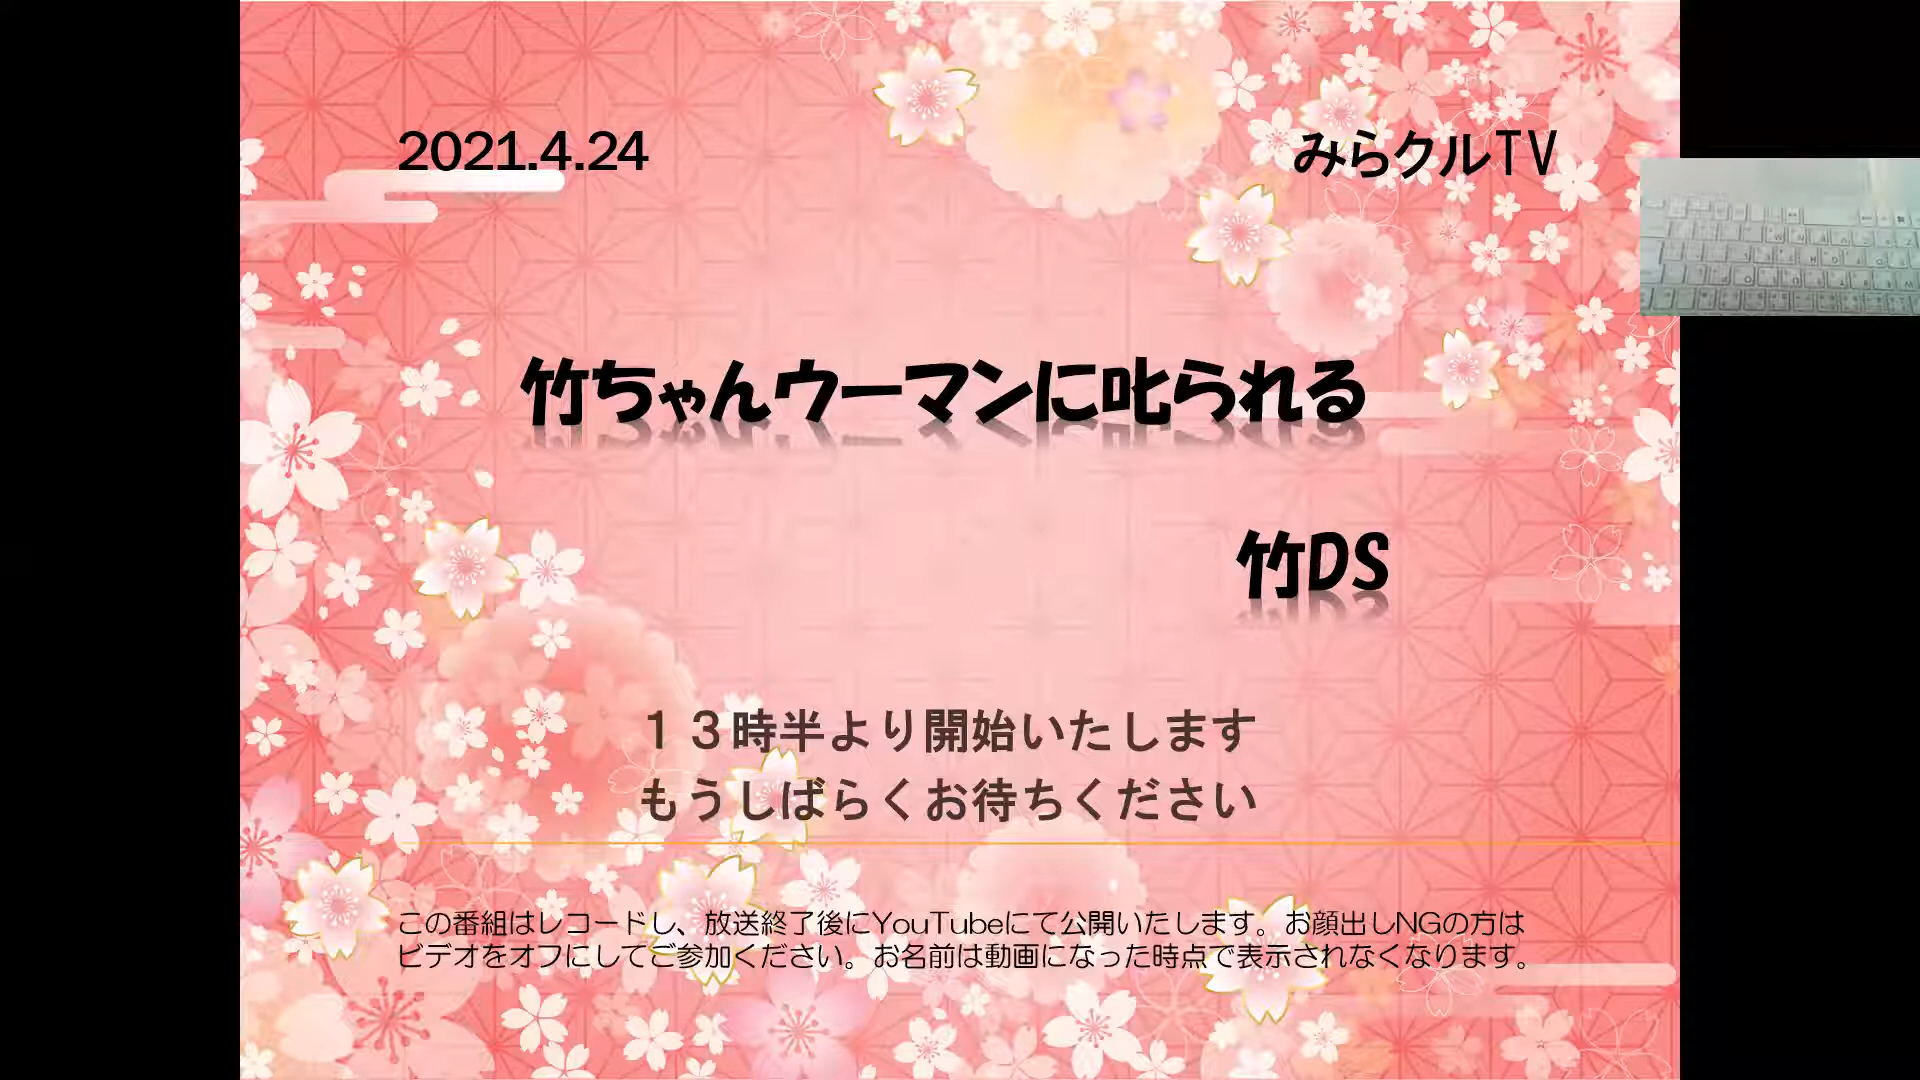 2021.4.24
みらクルTV
竹ちゃんウーマンに叱られる
竹DS
１３時半より開始いたします
もうしばらくお待ちください
この番組はレコードし、放送終了後にYouTubeにて公開いたします。お顔出しNGの方は
ビデオをオフにしてご参加ください。お名前は動画になった時点で表示されなくなります。